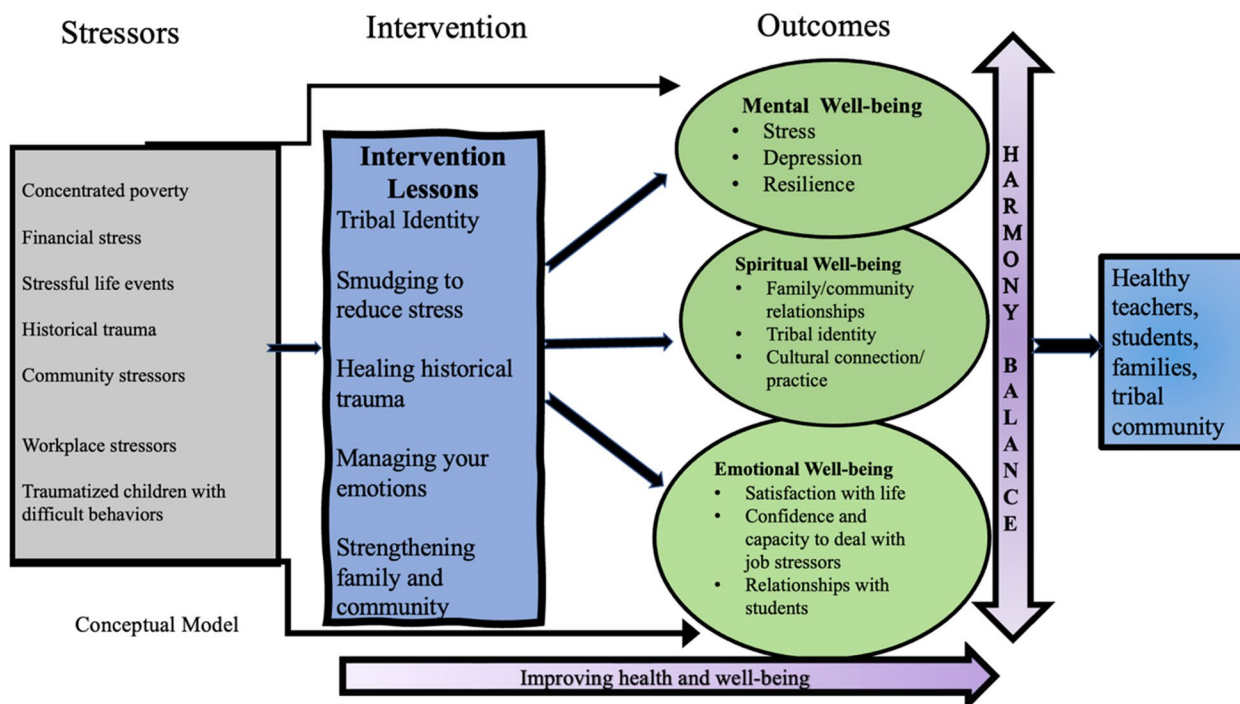 Stressors
Intervention
Outcomes
Concentrated poverty
Financial stress
Stressful life events
Historical trauma
Community stressors
Workplace stressors
Traumatized children with
difficult behaviors
Conceptual Model
Intervention
Lessons
Tribal Identity
Smudging to
reduce stress
Healing historical
trauma
Managing your
emotions
Strengthening
family and
community
Mental Well-being
• Stress
• Depression
• Resilience
Spiritual Well-being
• Family/community
relationships
• Tribal identity
• Cultural connection/
practice
Emotional Well-being
• Satisfaction with life
• Confidence and
capacity to deal with
job stressors
• Relationships with
students
HARMONY BALANCE
Healthy
teachers,
students,
families,
tribal
community
Improving health and well-being